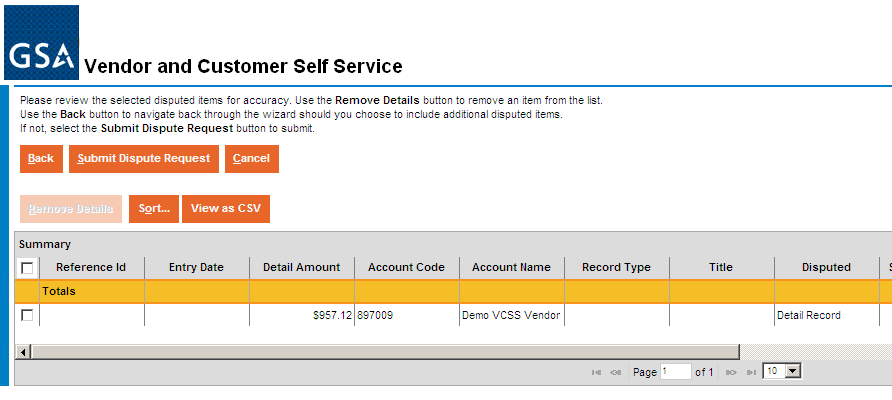 GSA
Vendor and Customer Self Service
Please review the selected disputed items for accuracy. Use the Remove Details button to remove an item from the list.
Use the Back button to navigate back through the wizard should you choose to include additional disputed items.
If not, select the Submit Dispute Request button to submit.
Back Submit Dispute Request Cancel
Remove Details Sort... View as CSV
Summary
Reference Id Entry Date Detail Amount Account Code Account Name Record Type Title Disputed S
Totals
$957.12 897009 Demo VCSS Vendor Detail Record
Page 1 of 1 10